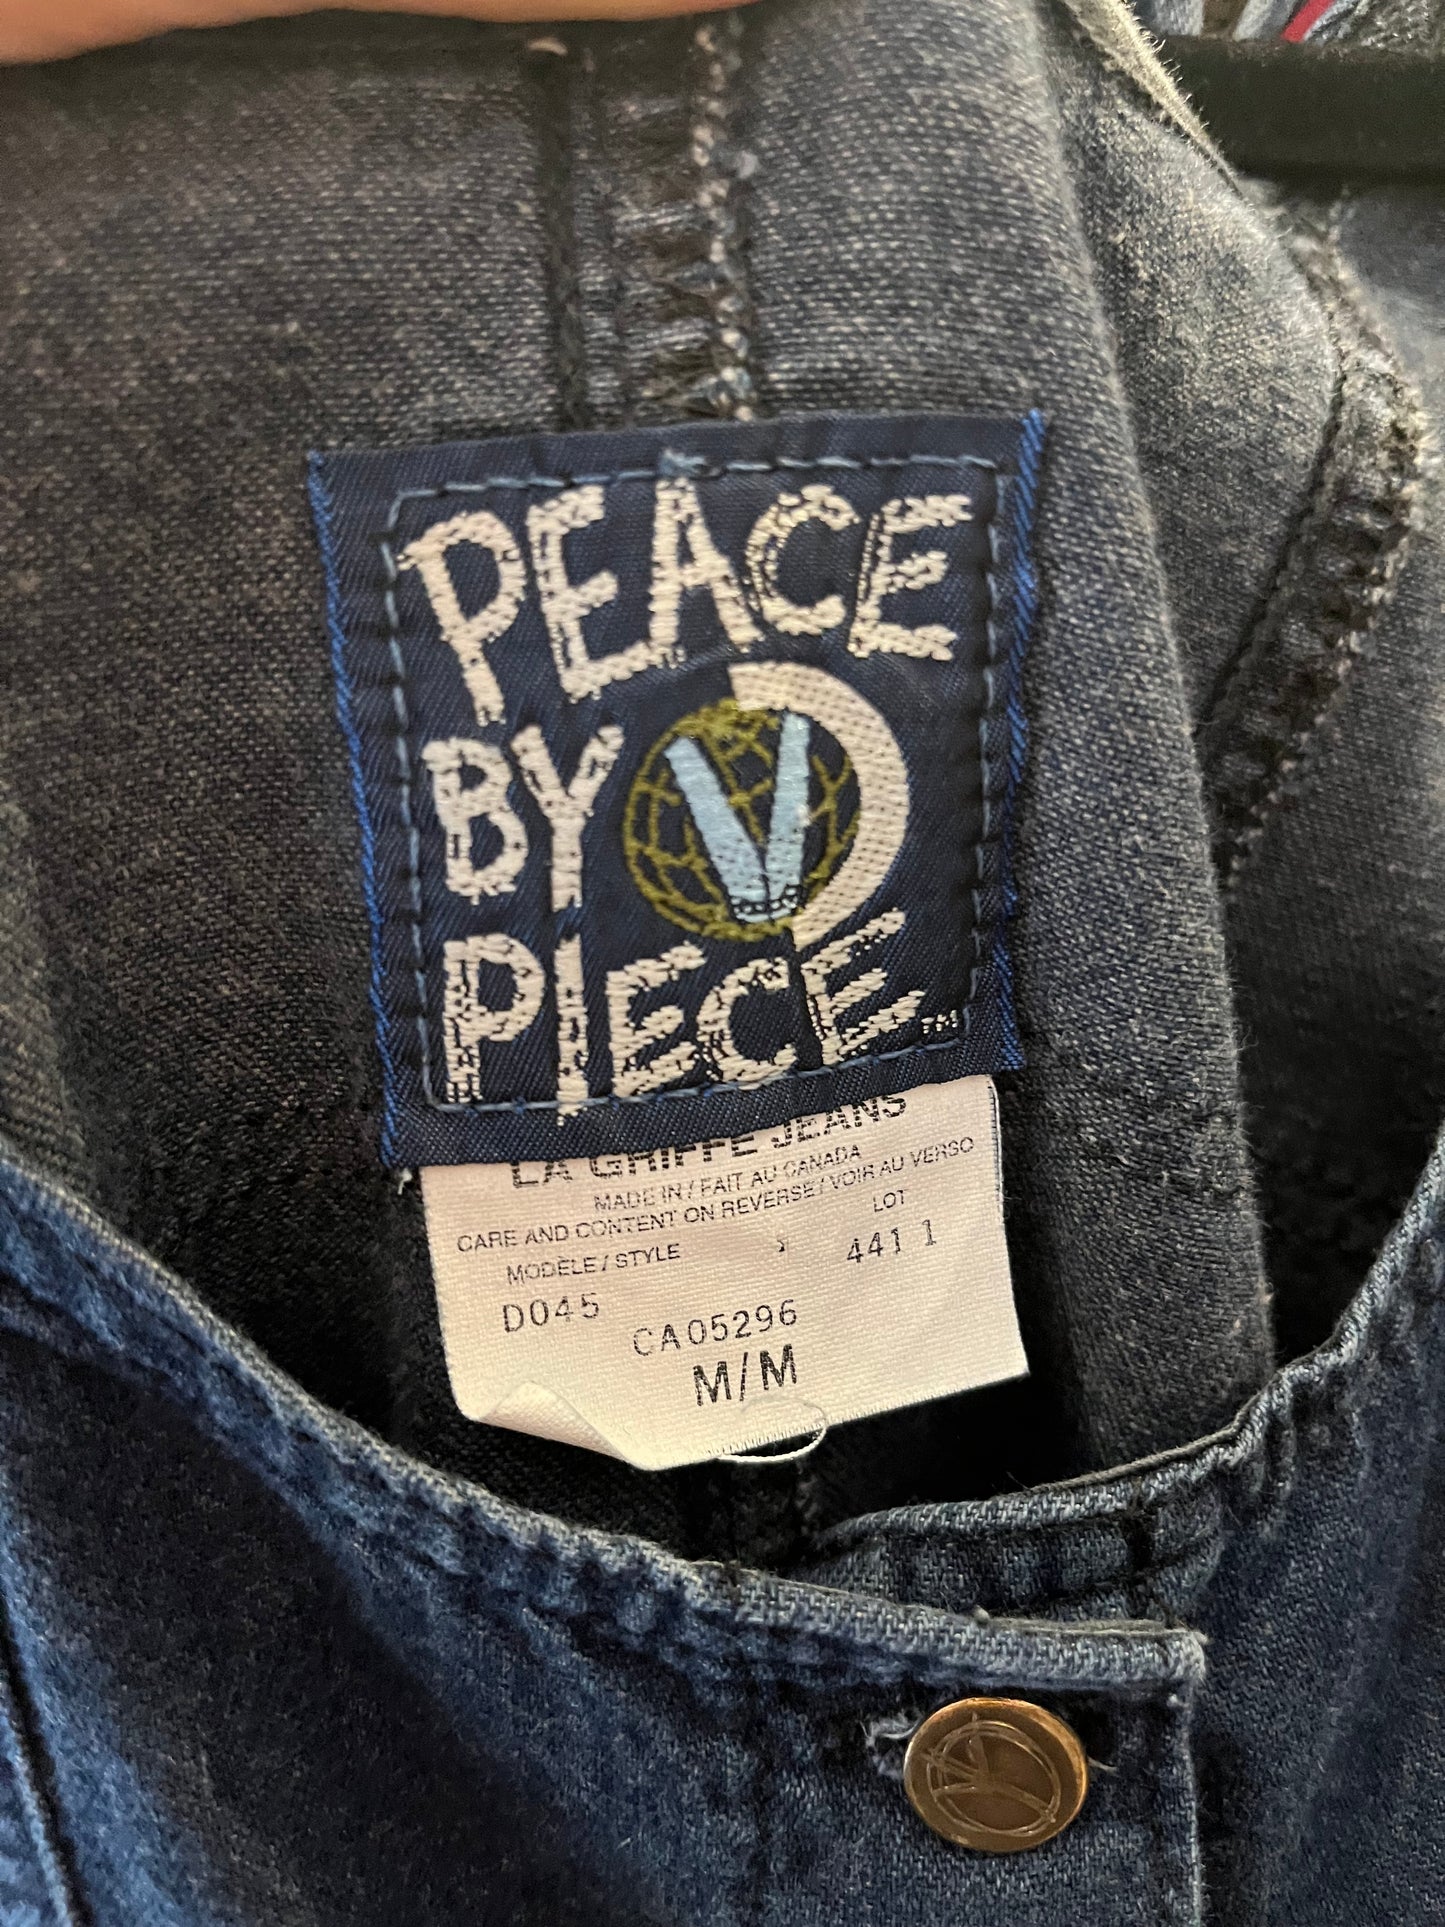 PEACE
BY V
PIECE TM
LA GRIFFE JEANS
MADE IN / FAIT AU CANADA
CARE AND CONTENT ON REVERSE / VOIR AU VERSO
MODÈLE / STYLE LOT
D045 4411
CA05296
M/M